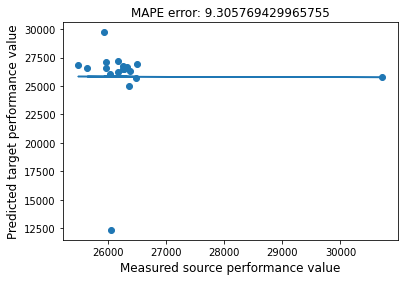 MAPE error: 9.305769429965755
Predicted target performance value
30000
27500
25000
22500
20000
17500
15000
12500
26000 27000 28000 29000 30000
Measured source performance value